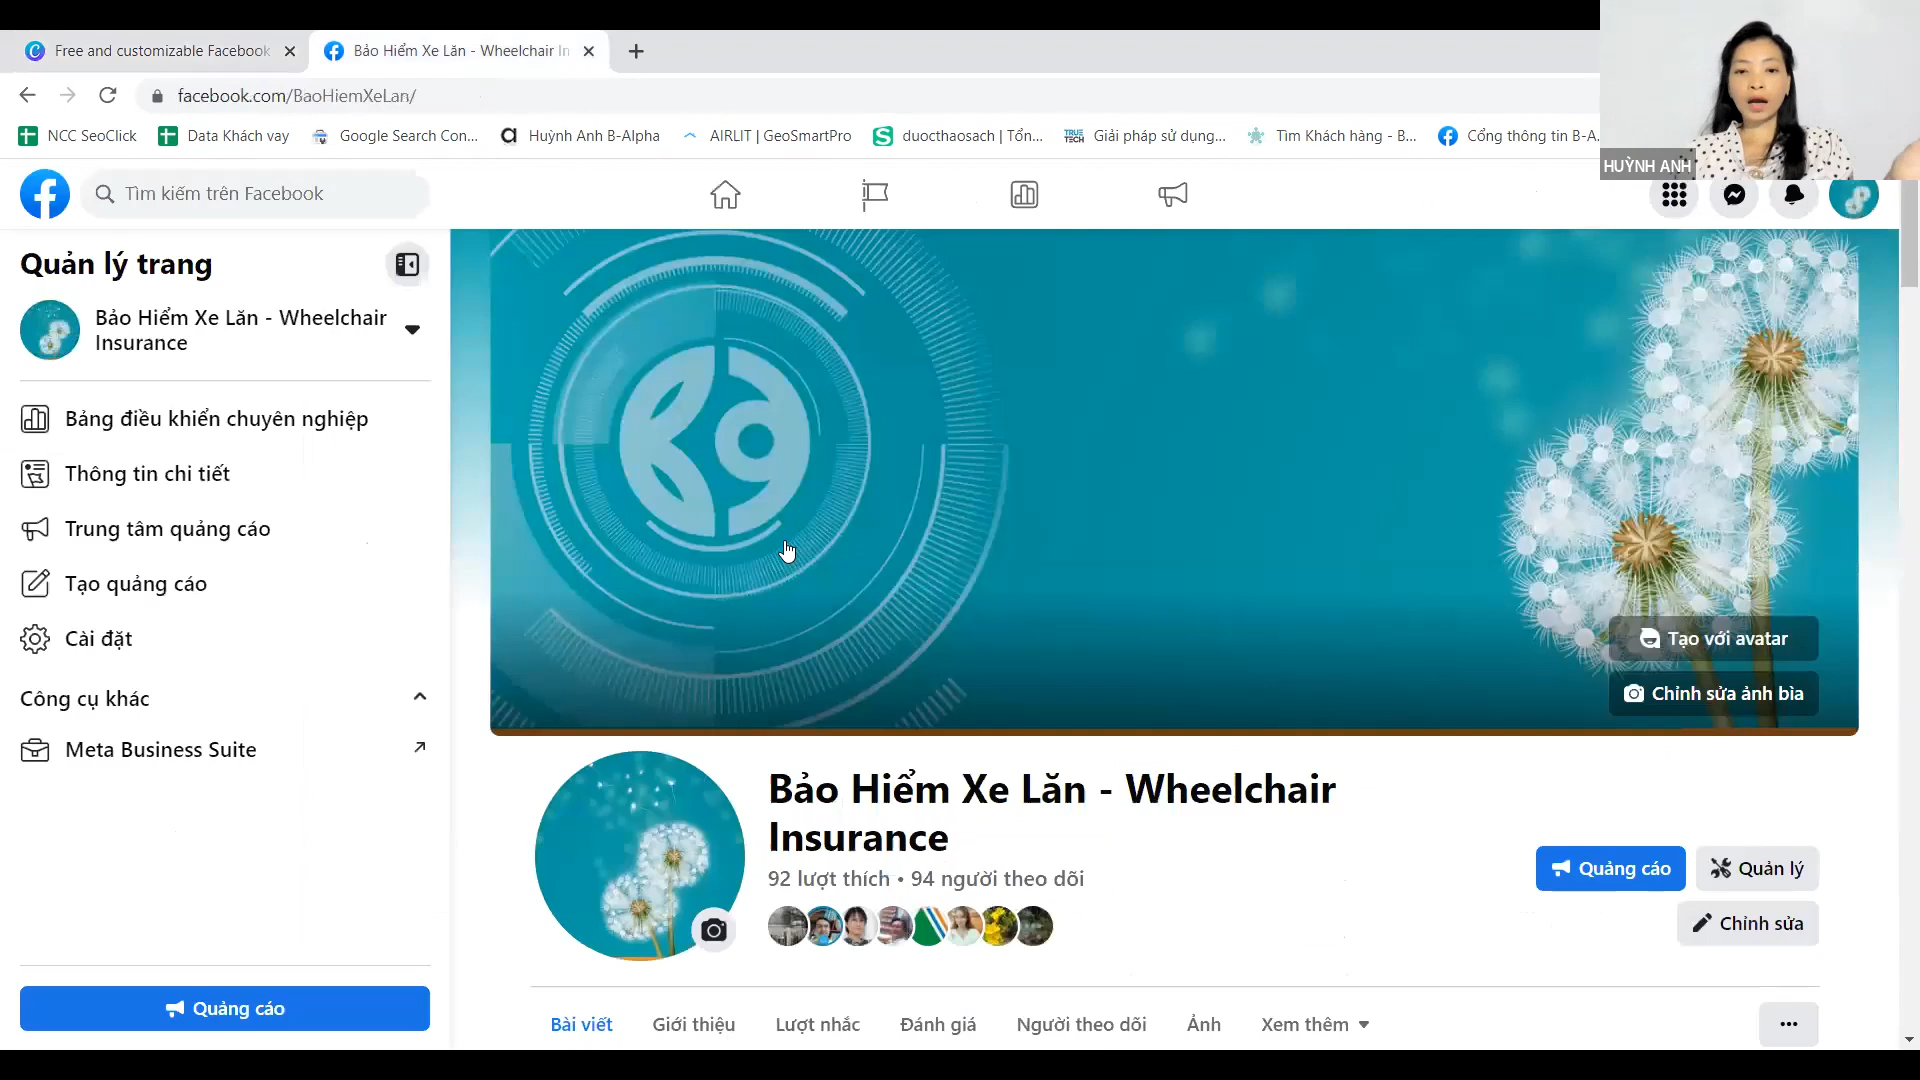 Free and customizable Facebook
Bảo Hiểm Xe Lăn - Wheelchair In
facebook.com/BaoHiemXeLan/
NCC SeoClick
Data Khách vay
Google Search Con...
Huỳnh Anh B-Alpha
AIRLIT | GeoSmartPro
duocthaosach | Tổn...
TRUE TECH
Giải pháp sử dụng...
Tìm Khách hàng - B...
Cổng thông tin B-A
HUỲNH ANH
Tìm kiếm trên Facebook
Quản lý trang
Bảo Hiểm Xe Lăn - Wheelchair
Insurance
Bảng điều khiển chuyên nghiệp
Thông tin chi tiết
Trung tâm quảng cáo
Tạo quảng cáo
Cài đặt
Công cụ khác
Meta Business Suite
Quảng cáo
Tạo với avatar
Chỉnh sửa ảnh bìa
Bảo Hiểm Xe Lăn - Wheelchair
Insurance
92 lượt thích • 94 người theo dõi
Quảng cáo
Quản lý
Chỉnh sửa
Bài viết
Giới thiệu
Lượt nhắc
Đánh giá
Người theo dõi
Ảnh
Xem thêm